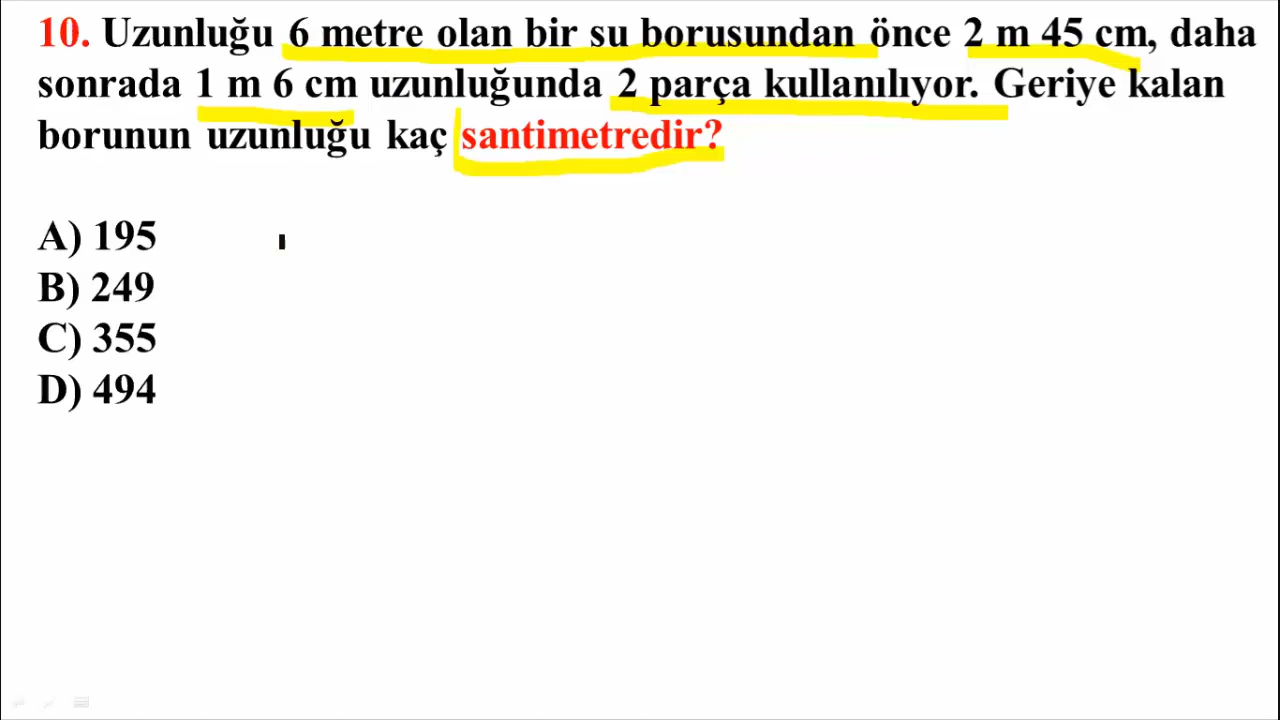 10. Uzunluğu 6 metre olan bir su borusundan önce 2 m 45 cm, daha
sonrada 1 m 6 cm uzunluğunda 2 parça kullanılıyor. Geriye kalan
borunun uzunluğu kaç santimetredir?
A) 195
B) 249
C) 355
D) 494